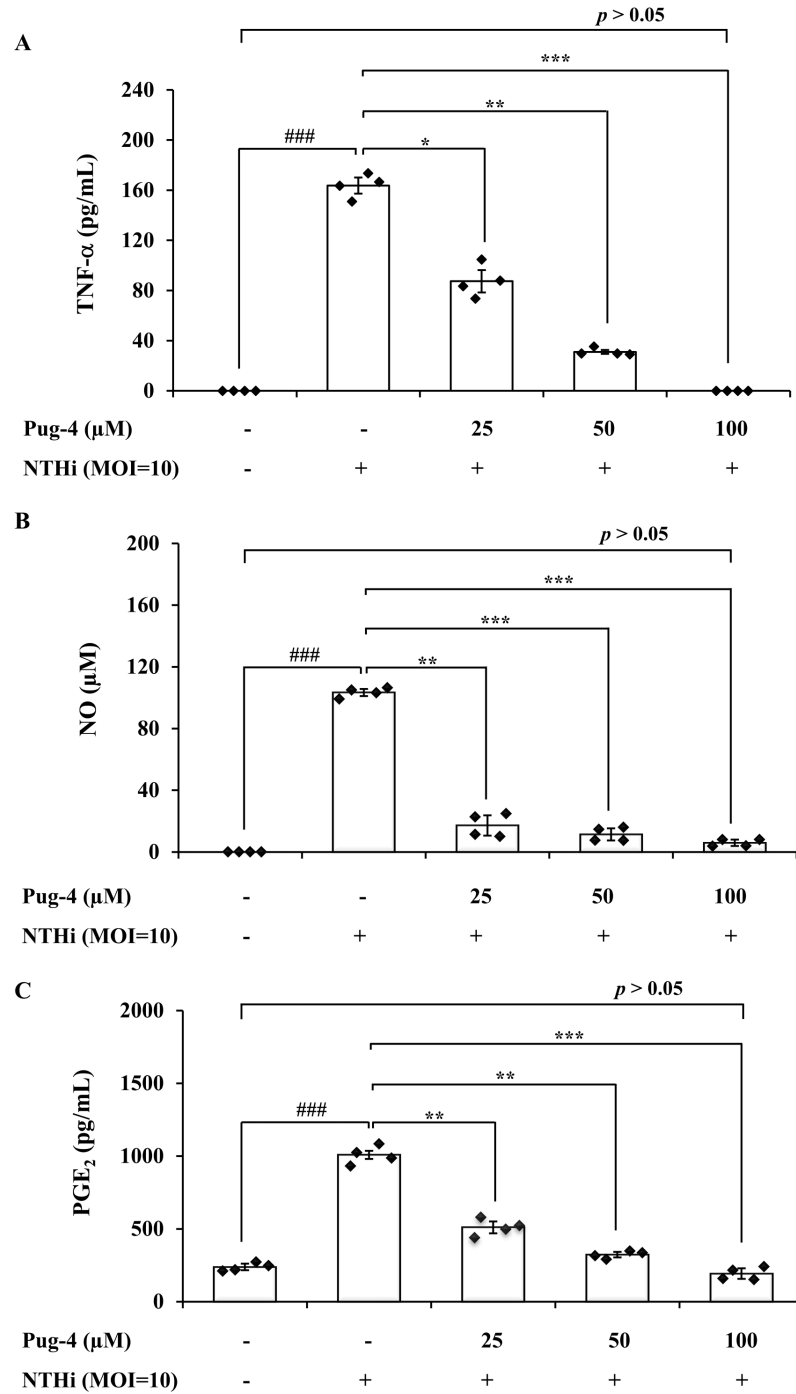 A
p > 0.05
***
**
###
*
240
200
160
120
80
40
0
TNF-α (pg/mL)
Pug-4 (µM) - - 25 50 100
NTHi (MOI=10) - + + + +
B
p > 0.05
***
***
###
**
200
160
120
80
40
0
NO (µM)
Pug-4 (µM) - - 25 50 100
NTHi (MOI=10) - + + + +
C
p > 0.05
***
**
###
**
2000
1500
1000
500
0
PGE₂ (pg/mL)
Pug-4 (µM) - - 25 50 100
NTHi (MOI=10) - + + + +